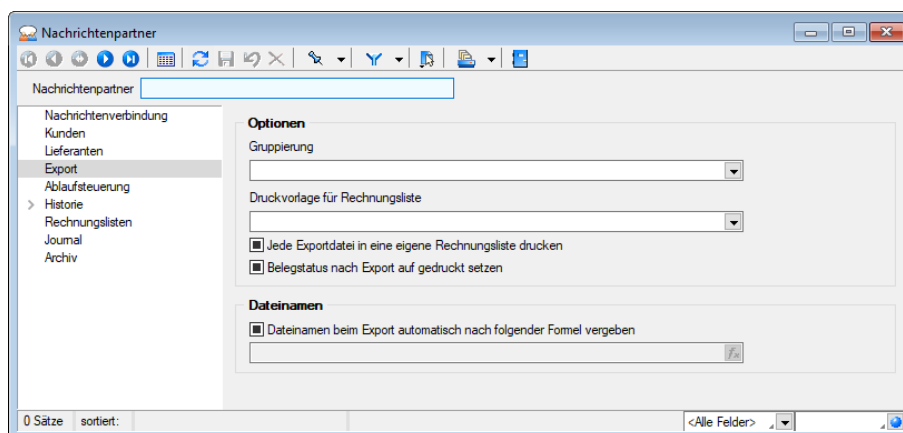 Nachrichtenpartner
Nachrichtenpartner
Nachrichtenverbindung
Kunden
Lieferanten
Export
Ablaufsteuerung
Historie
Rechnungslisten
Journal
Archiv
Optionen
Gruppierung
Druckvorlage für Rechnungsliste
Jede Exportdatei in eine eigene Rechnungsliste drucken
Belegstatus nach Export auf gedruckt setzen
Dateinamen
Dateinamen beim Export automatisch nach folgender Formel vergeben
fx
0 Sätze sortiert: <Alle Felder>